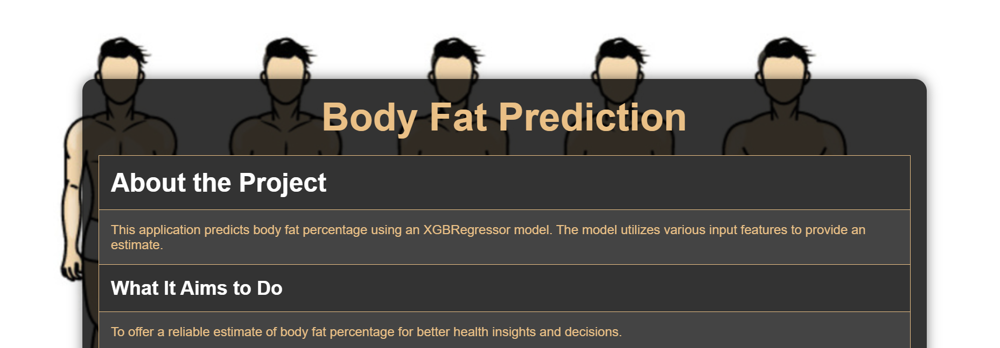 Body Fat Prediction
About the Project
This application predicts body fat percentage using an XGBRegressor model. The model utilizes various input features to provide an
estimate.
What It Aims to Do
To offer a reliable estimate of body fat percentage for better health insights and decisions.